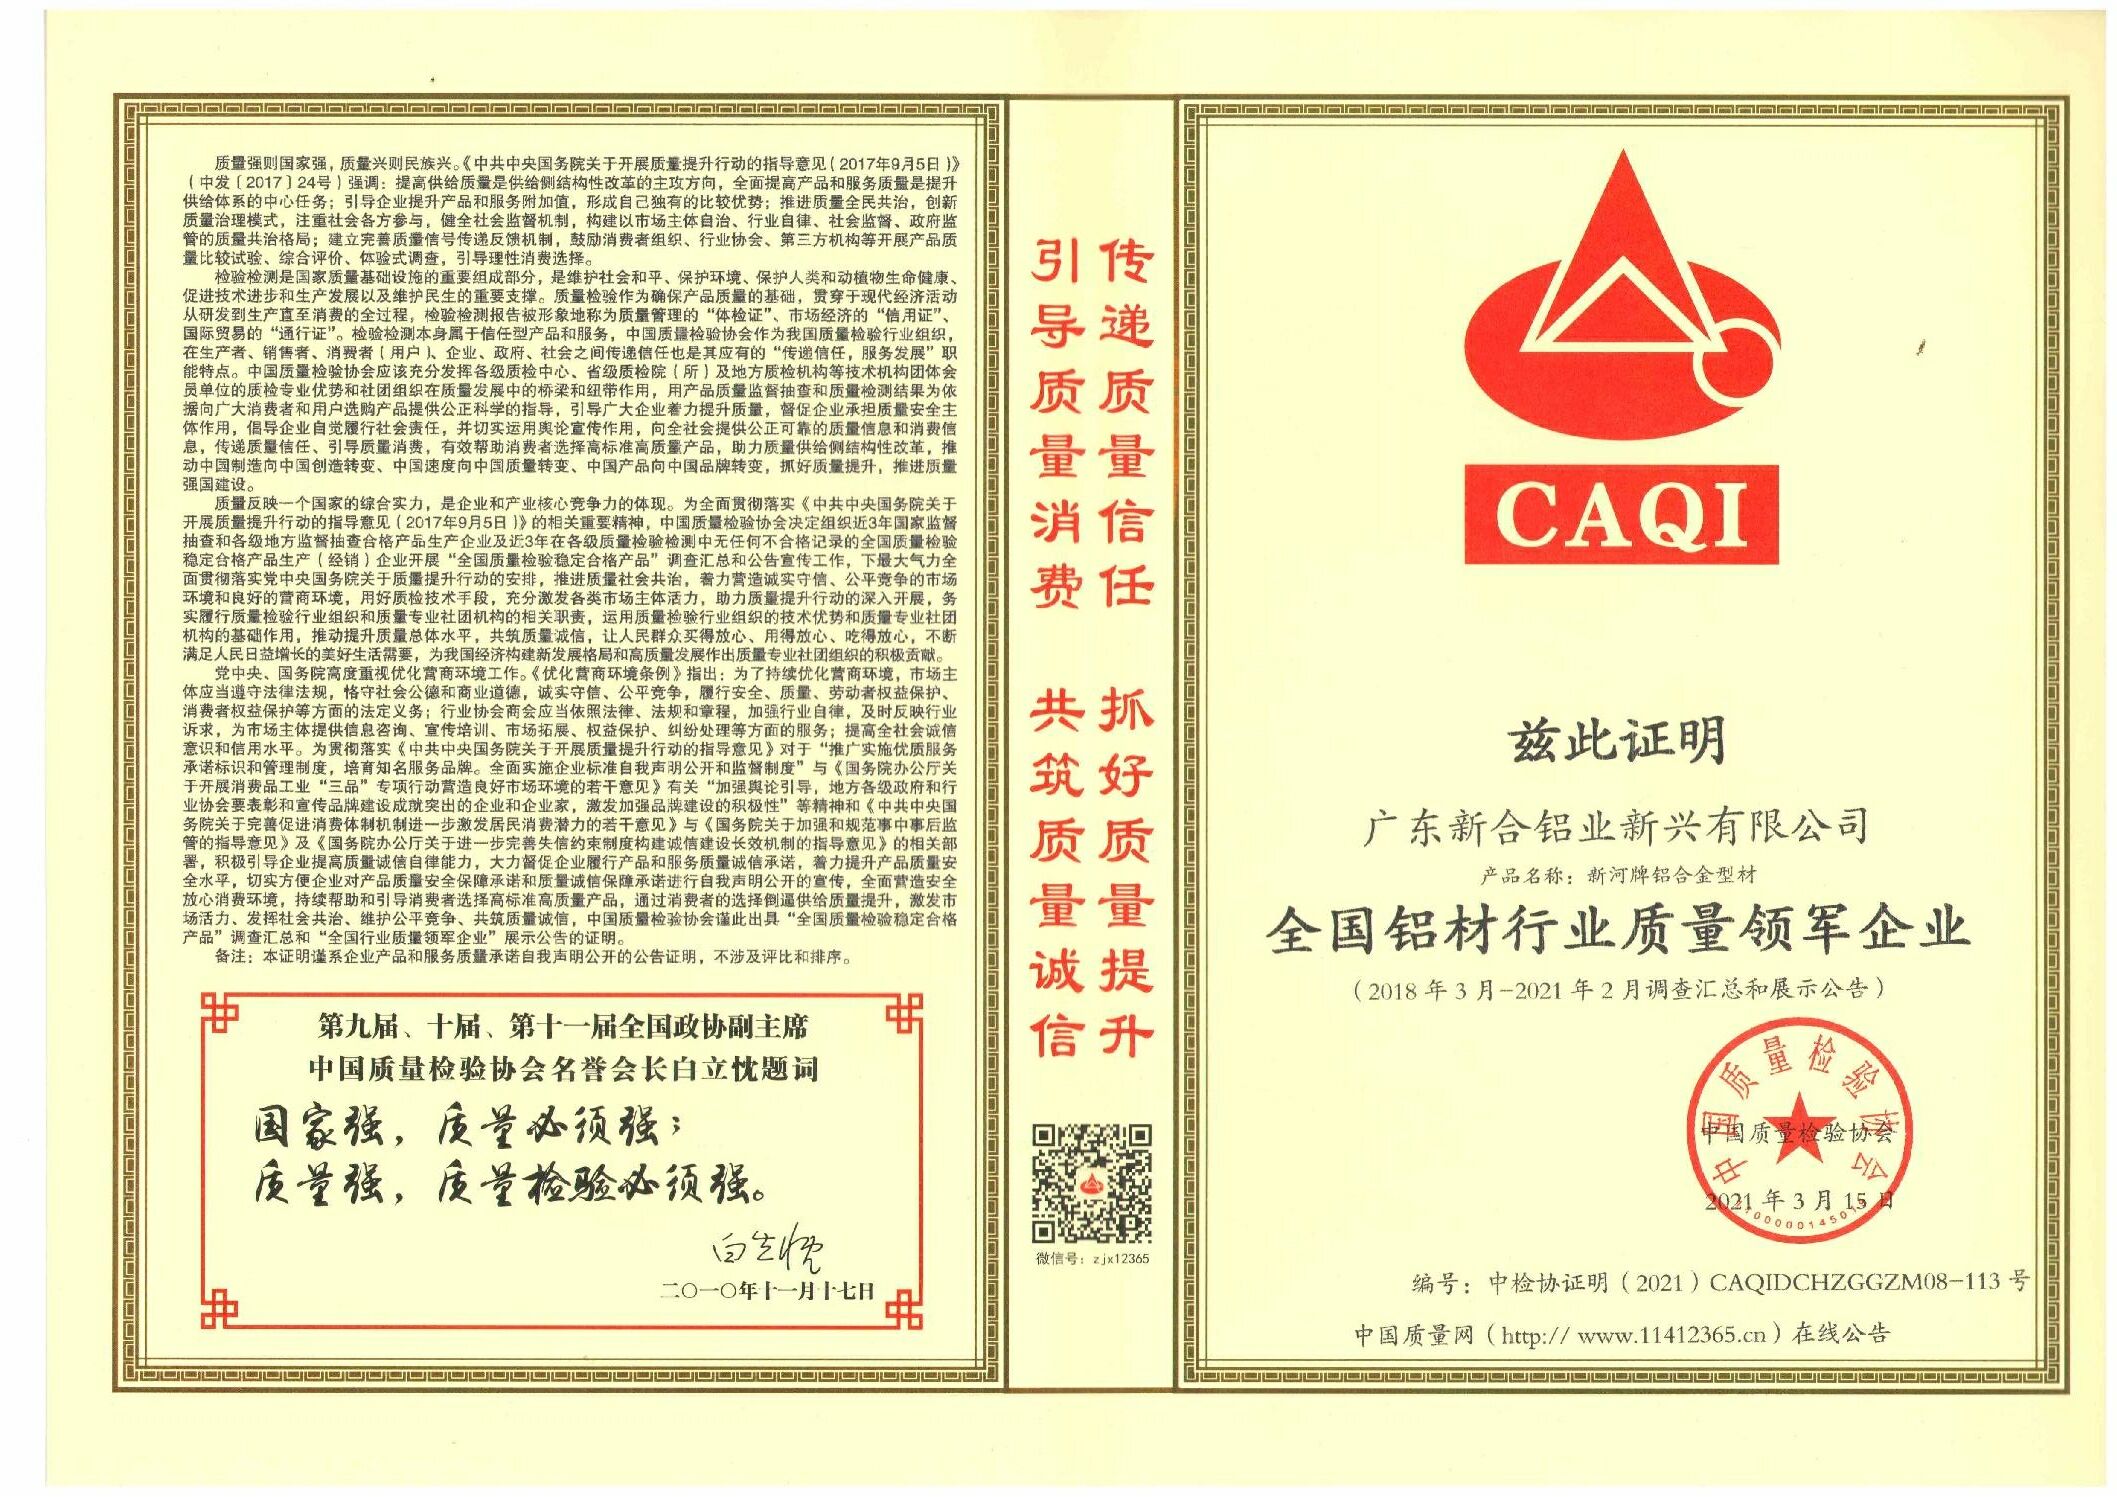 质量强则国家强，质量兴则民族兴。《中共中央国务院关于开展质量提升行动的指导意见（2017年9月5日）》
（中发〔2017〕24号）强调：提高供给质量是供给侧结构性改革的主攻方向，全面提高产品和服务质量是提升
供给体系的中心任务；引导企业提升产品和服务附加值，形成自己独有的比较优势；推进质量全民共治，创新
质量治理模式，注重社会各方参与，健全社会监督机制，构建以市场主体自治、行业自律、社会监督、政府监
管的质量共治格局；建立完善质量信号传递反馈机制，鼓励消费者组织、行业协会、第三方机构等开展产品质
量比较试验、综合评价、体验式调查，引导理性消费选择。
检验检测是国家质量基础设施的重要组成部分，是维护社会和平、保护环境、保护人类和动植物生命健康、
促进技术进步和生产发展以及维护民生的重要支撑。质量检验作为确保产品质量的基础，贯穿于现代经济活动
从研发到生产直至消费的全过程，检验检测报告被形象地称为质量管理的“体检证”、市场经济的“信用证”、
国际贸易的“通行证”。检验检测本身属于信任型产品和服务，中国质量检验协会作为我国质量检验行业组织，
在生产者、销售者、消费者（用户）、企业、政府、社会之间传递信任也是其应有的“传递信任，服务发展”职
能特点。中国质量检验协会应该充分发挥各级质检中心、省级质检院（所）及地方质检机构等技术机构团体会
员单位的质检专业优势和社团组织在质量发展中的桥梁和纽带作用，用产品质量监督抽查和质量检测结果为依
据向广大消费者和用户选购产品提供公正科学的指导，引导广大企业着力提升质量，督促企业承担质量安全主
体作用，倡导企业自觉履行社会责任，并切实运用舆论宣传作用，向全社会提供公正可靠的质量信息和消费信
息，传递质量信任、引导质量消费，有效帮助消费者选择高标准高质量产品，助力质量供给侧结构性改革，推
动中国制造向中国创造转变、中国速度向中国质量转变、中国产品向中国品牌转变，抓好质量提升，推进质量
强国建设。
质量反映一个国家的综合实力，是企业和产业核心竞争力的体现。为全面贯彻落实《中共中央国务院关于
开展质量提升行动的指导意见（2017年9月5日）》的相关重要精神，中国质量检验协会决定组织近3年国家监督
抽查和各级地方监督抽查合格产品生产企业及近3年在各级质量检验检测中无任何不合格记录的全国质量检验
稳定合格产品生产（经销）企业开展“全国质量检验稳定合格产品”调查汇总和公告宣传工作，下最大气力全
面贯彻落实党中央国务院关于质量提升行动的安排，推进质量社会共治，着力营造诚实守信、公平竞争的市场
环境和良好的营商环境，用好质检技术手段，充分激发各类市场主体活力，助力质量提升行动的深入开展，务
实履行质量检验行业组织和质量专业社团机构的相关职责，运用质量检验行业组织的技术优势和质量专业社团
机构的基础作用，推动提升质量总体水平，共筑质量诚信，让人民群众买得放心、用得放心、吃得放心，不断
满足人民日益增长的美好生活需要，为我国经济构建新发展格局和高质量发展作出质量专业社团组织的积极贡献。
党中央、国务院高度重视优化营商环境工作。《优化营商环境条例》指出：为了持续优化营商环境，市场主
体应当遵守法律法规，恪守社会公德和商业道德，诚实守信、公平竞争，履行安全、质量、劳动者权益保护、
消费者权益保护等方面的法定义务；行业协会商会应当依照法律、法规和章程，加强行业自律，及时反映行业
诉求，为市场主体提供信息咨询、宣传培训、市场拓展、权益保护、纠纷处理等方面的服务；提高全社会诚信
意识和信用水平。为贯彻落实《中共中央国务院关于开展质量提升行动的指导意见》对于“推广实施优质服务
承诺标识和管理制度，培育知名服务品牌。全面实施企业标准自我声明公开和监督制度”与《国务院办公厅关
于开展消费品工业“三品”专项行动营造良好市场环境的若干意见》有关“加强舆论引导，地方各级政府和行
业协会要表彰和宣传品牌建设成就突出的企业和企业家，激发加强品牌建设的积极性”等精神和《中共中央国
务院关于完善促进消费体制机制进一步激发居民消费潜力的若干意见》与《国务院关于加强和规范事中事后监
管的指导意见》及《国务院办公厅关于进一步完善失信约束制度构建诚信建设长效机制的指导意见》的相关部
署，积极引导企业提高质量诚信自律能力，大力督促企业履行产品和服务质量诚信承诺，着力提升产品质量安
全水平，切实方便企业对产品质量安全保障承诺和质量诚信保障承诺进行自我声明公开的宣传，全面营造安全
放心消费环境，持续帮助和引导消费者选择高标准高质量产品，通过消费者的选择倒逼供给质量提升，激发市
场活力、发挥社会共治、维护公平竞争、共筑质量诚信，中国质量检验协会谨此出具“全国质量检验稳定合格
产品”调查汇总和“全国行业质量领军企业”展示公告的证明。
备注：本证明谨系企业产品和服务质量承诺自我声明公开的公告证明，不涉及评比和排序。
第九届、十届、第十一届全国政协副主席
中国质量检验协会名誉会长白立忱题词
国家强，质量必须强；
质量强，质量检验必须强。
白立忱
二〇一〇年十一月十七日
传递质量信任 抓好质量提升
引导质量消费 共筑质量诚信
微信号：zjx12365
CAQI
兹此证明
广东新合铝业新兴有限公司
产品名称：新河牌铝合金型材
全国铝材行业质量领军企业
（2018年3月-2021年2月调查汇总和展示公告）
中国质量检验协会
中国质量检验协会
2021年3月15日
编号：中检协证明（2021）CAQIDCHZGGZM08-113号
中国质量网（http://www.11412365.cn）在线公告